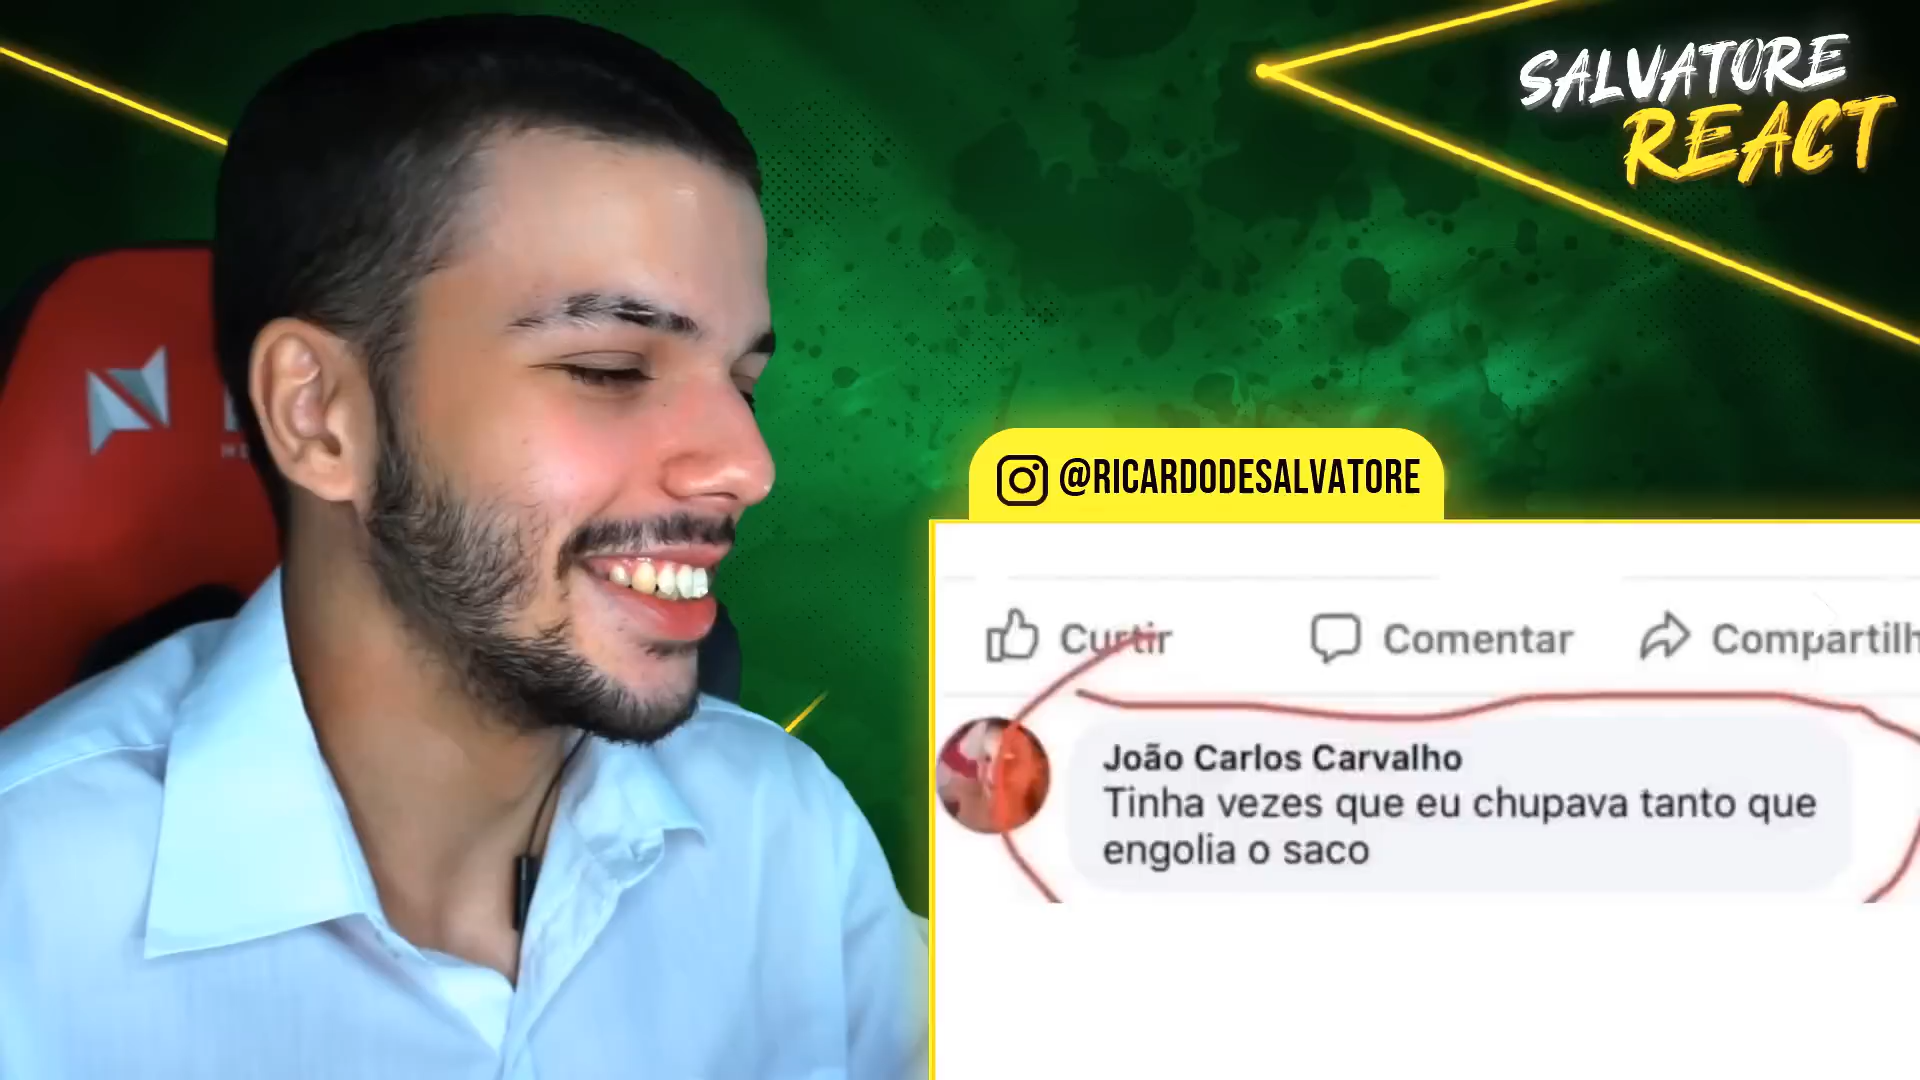 SALVATORE
REACT
@RICARDODESALVATORE
Curtir
Comentar
Compartilh
João Carlos Carvalho
Tinha vezes que eu chupava tanto que
engolia o saco